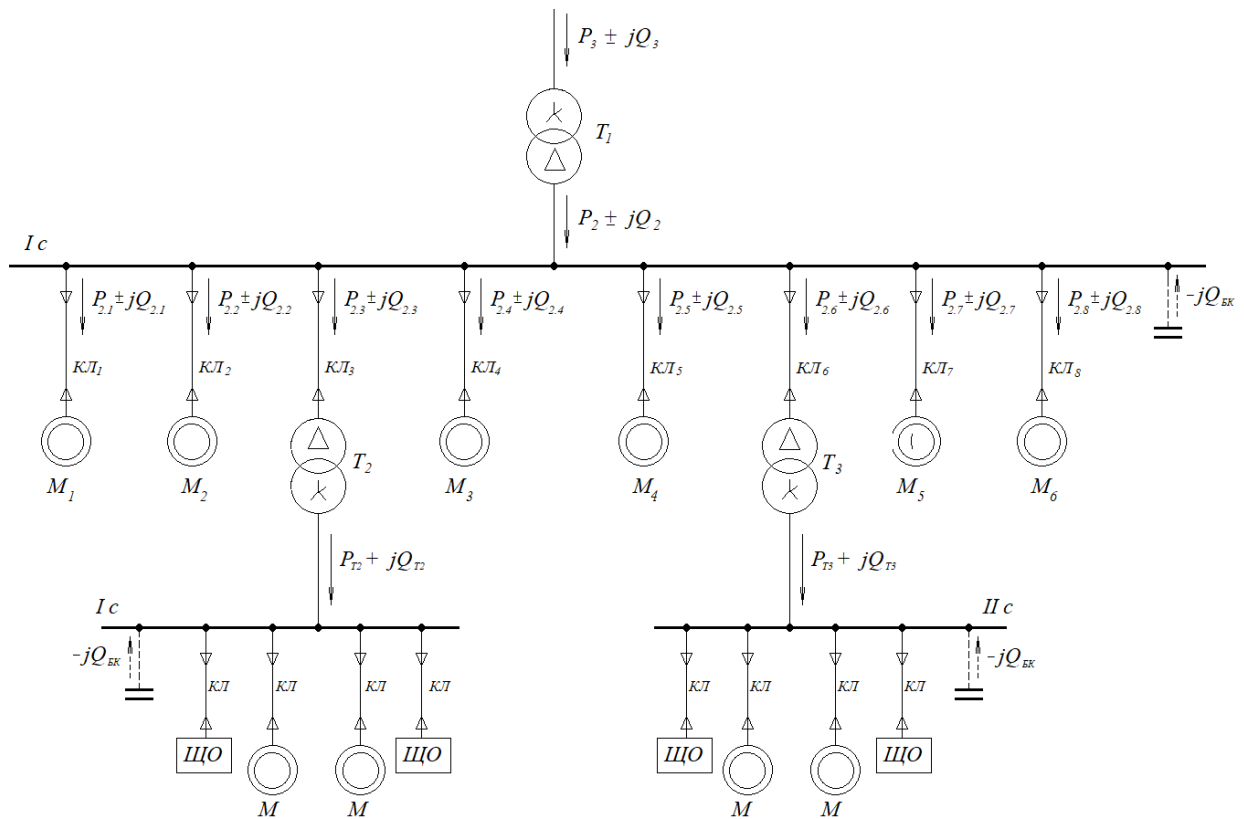 P₃ ± jQ₃
T₁
P₂ ± jQ₂
I c
P₂.₁ ± jQ₂.₁
P₂.₂ ± jQ₂.₂
P₂.₃ ± jQ₂.₃
P₂.₄ ± jQ₂.₄
P₂.₅ ± jQ₂.₅
P₂.₆ ± jQ₂.₆
P₂.₇ ± jQ₂.₇
P₂.₈ ± jQ₂.₈
-jQБК
КЛ₁
КЛ₂
КЛ₃
КЛ₄
КЛ₅
КЛ₆
КЛ₇
КЛ₈
M₁
M₂
T₂
M₃
M₄
T₃
M₅
M₆
PТ2 + jQТ2
PТ3 + jQТ3
I c
II c
-jQБК
КЛ
КЛ
КЛ
КЛ
КЛ
КЛ
КЛ
КЛ
-jQБК
ЩО
ЩО
ЩО
ЩО
М
М
М
М